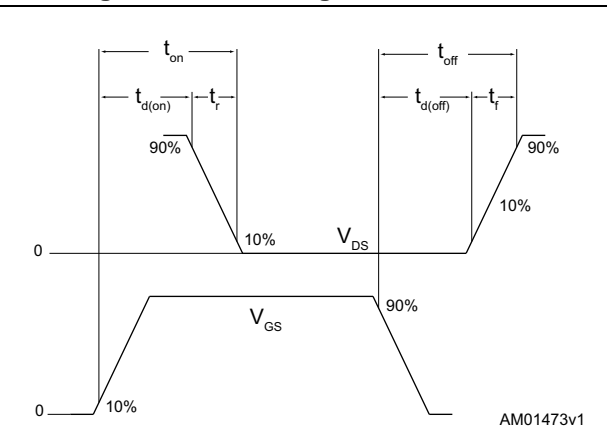 ton
toff
td(on)
tr
td(off)
tf
90%
90%
10%
10%
0
VDS
90%
VGS
10%
0
AM01473v1